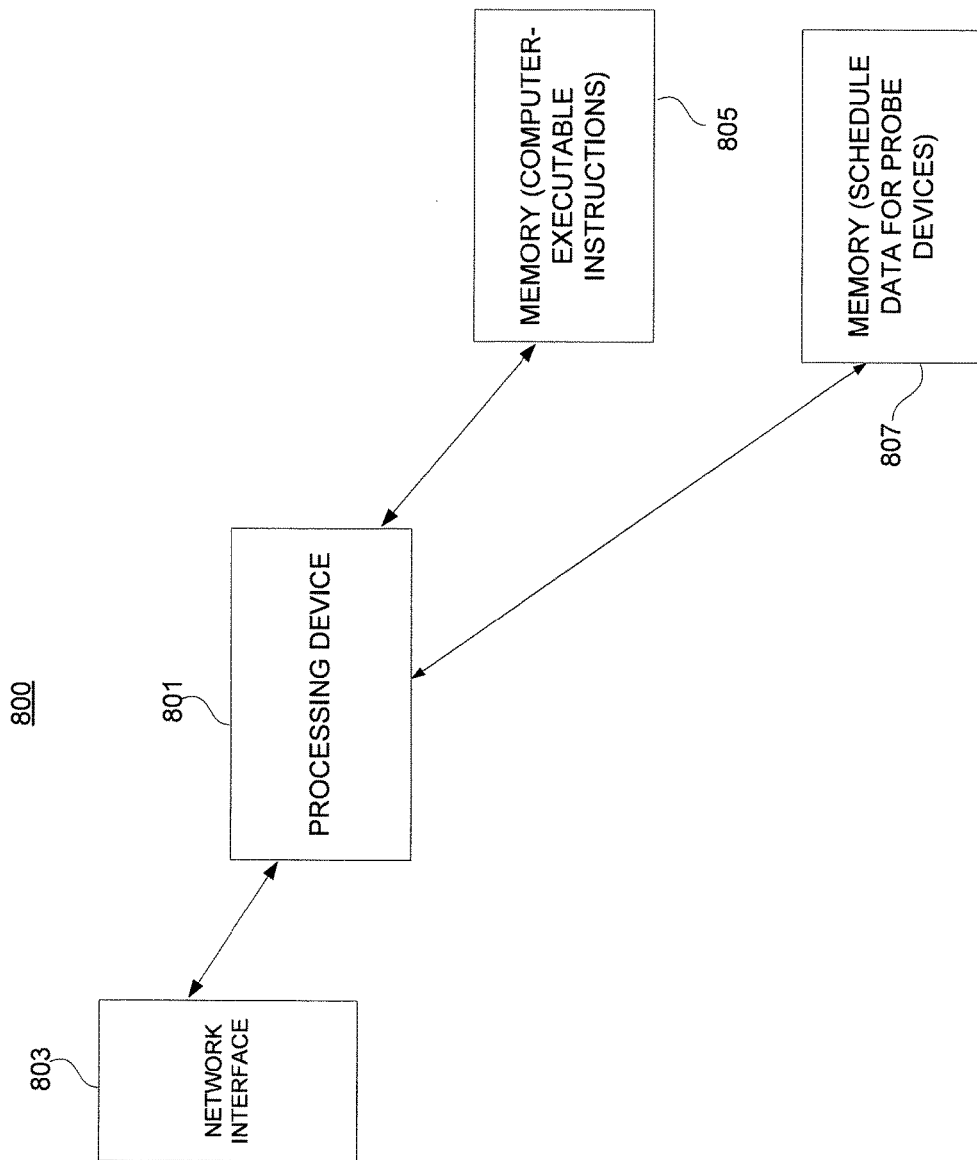 800
803
NETWORK
INTERFACE
801
PROCESSING DEVICE
MEMORY (COMPUTER-
EXECUTABLE
INSTRUCTIONS)
805
MEMORY (SCHEDULE
DATA FOR PROBE
DEVICES)
807